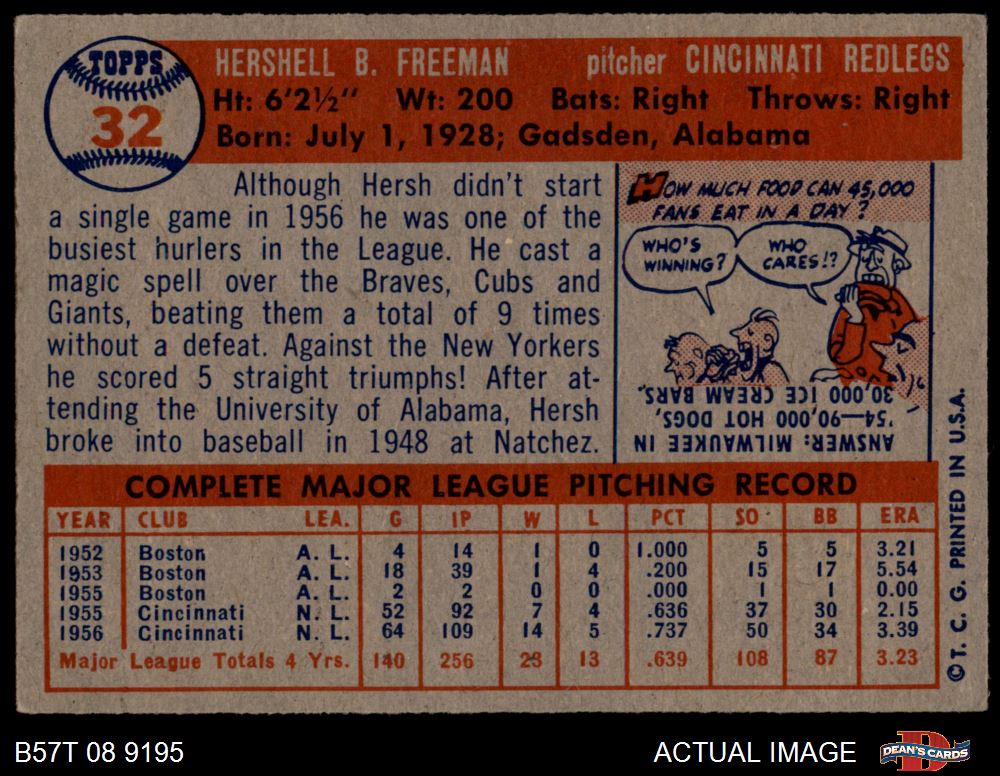 TOPPS
32
HERSHELL B. FREEMAN pitcher CINCINNATI REDLEGS
Ht: 6'2½" Wt: 200 Bats: Right Throws: Right
Born: July 1, 1928; Gadsden, Alabama
Although Hersh didn't start
a single game in 1956 he was one of the
busiest hurlers in the League. He cast a
magic spell over the Braves, Cubs and
Giants, beating them a total of 9 times
without a defeat. Against the New Yorkers
he scored 5 straight triumphs! After at-
tending the University of Alabama, Hersh
broke into baseball in 1948 at Natchez.
HOW MUCH FOOD CAN 45,000
FANS EAT IN A DAY?
WHO'S
WINNING?
WHO
CARES!?
ANSWER: MILWAUKEE IN
'54—90,000 HOT DOGS,
30,000 ICE CREAM BARS.
COMPLETE MAJOR LEAGUE PITCHING RECORD
YEAR CLUB LEA. G IP W L PCT SO BB ERA
1952 Boston A. L. 4 14 1 0 1.000 5 5 3.21
1953 Boston A. L. 18 39 1 4 .200 15 17 5.54
1955 Boston A. L. 2 2 0 0 .000 1 1 0.00
1955 Cincinnati N. L. 52 92 7 4 .636 37 30 2.15
1956 Cincinnati N. L. 64 109 14 5 .737 50 34 3.39
Major League Totals 4 Yrs. 140 256 23 13 .639 108 87 3.23
©T. C. G. PRINTED IN U.S.A.
B57T 08 9195
ACTUAL IMAGE
DEAN'S CARDS